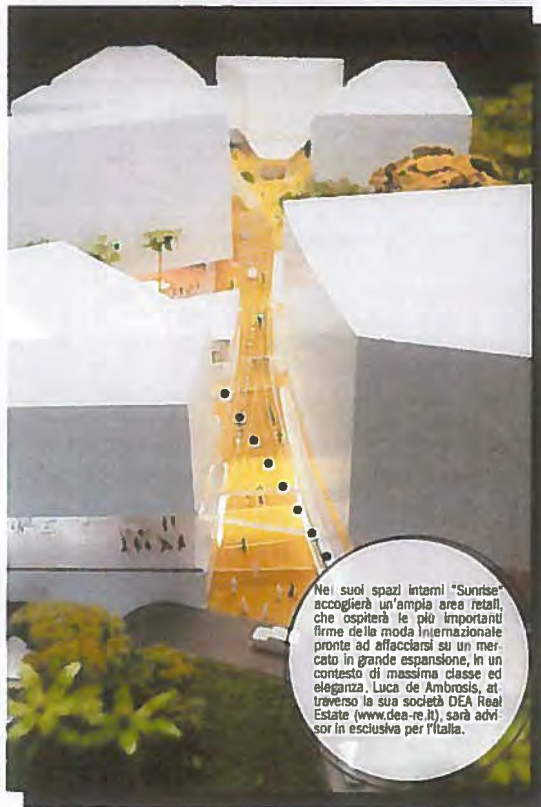 Nei suoi spazi interni "Sunrise"
accoglierà un'ampia area retail,
che ospiterà le più importanti
firme della moda internazionale
pronte ad affacciarsi su un mer-
cato in grande espansione, in un
contesto di massima classe ed
eleganza. Luca de Ambrosis, at-
traverso la sua società DEA Real
Estate (www.dea-re.it), sarà advi
sor in esclusiva per l'Italia.